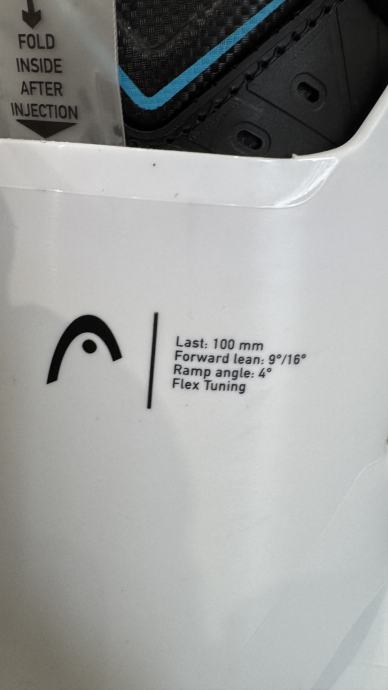 FOLD
INSIDE
AFTER
INJECTION
Last: 100 mm
Forward lean: 9°/16°
Ramp angle: 4°
Flex Tuning